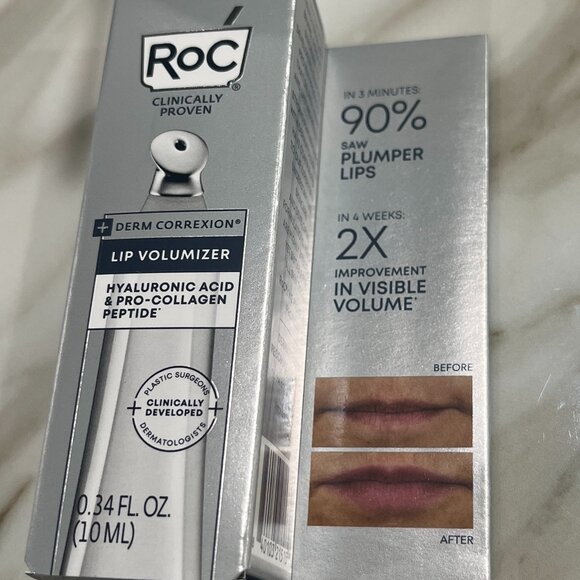 RoC®
CLINICALLY
PROVEN
+ DERM CORREXION®
LIP VOLUMIZER
HYALURONIC ACID
& PRO-COLLAGEN
PEPTIDE*
PLASTIC SURGEONS
+ CLINICALLY +
DEVELOPED
DERMATOLOGISTS
0.34 FL. OZ.
(10 ML)
IN 3 MINUTES:
90%
SAW
PLUMPER
LIPS
IN 4 WEEKS:
2X
IMPROVEMENT
IN VISIBLE
VOLUME*
BEFORE
AFTER